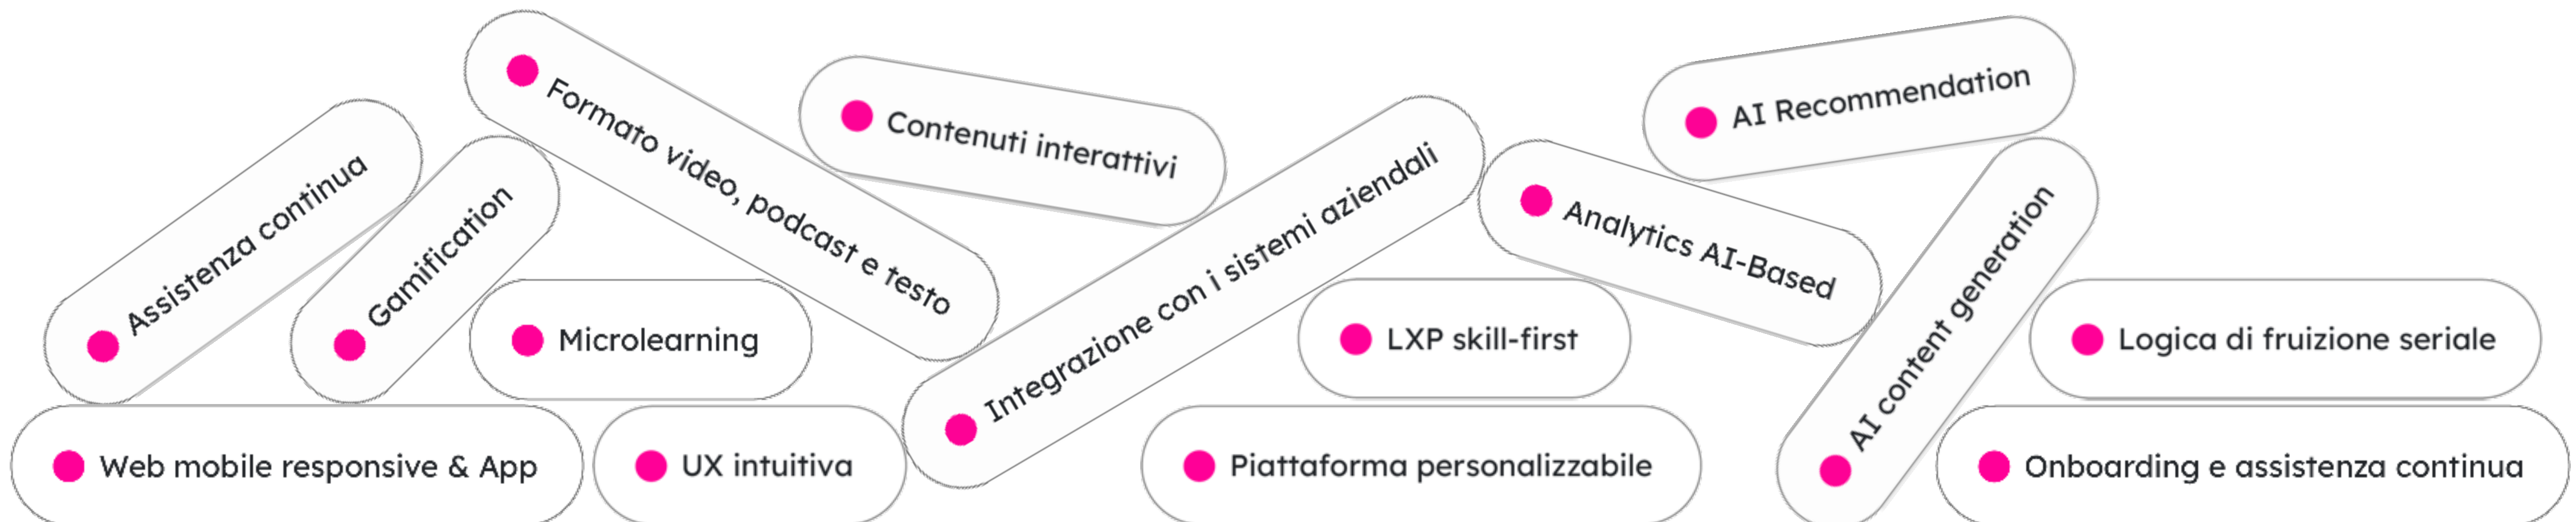 Formato video, podcast e testo
Contenuti interattivi
AI Recommendation
Assistenza continua
Gamification
Integrazione con i sistemi aziendali
Analytics AI-Based
AI content generation
Microlearning
LXP skill-first
Logica di fruizione seriale
Web mobile responsive & App
UX intuitiva
Piattaforma personalizzabile
Onboarding e assistenza continua